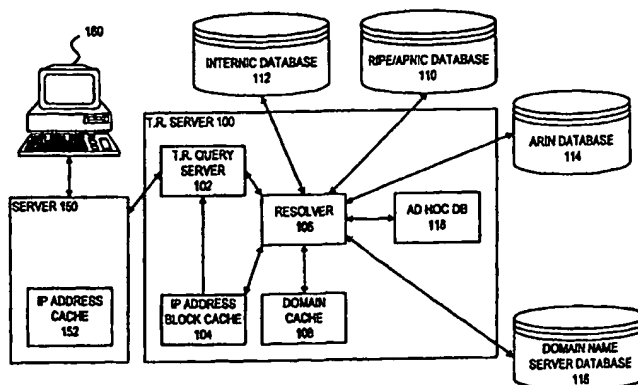 160
INTERNIC DATABASE
112
RIPE/APNIC DATABASE
110
T.R. SERVER 100
T.R. QUERY
SERVER
102
ARIN DATABASE
114
SERVER 150
RESOLVER
106
AD HOC DB
118
IP ADDRESS
CACHE
152
IP ADDRESS
BLOCK CACHE
104
DOMAIN
CACHE
108
DOMAIN NAME
SERVER DATABASE
116